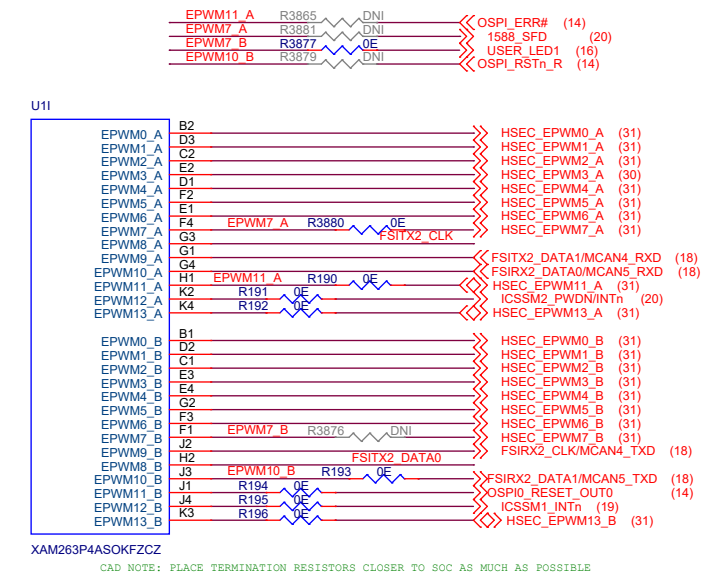 EPWM11_A R3865 DNI OSPI_ERR# (14)
EPWM7_A R3881 DNI 1588_SFD (20)
EPWM7_B R3877 0E USER_LED1 (16)
EPWM10_B R3879 DNI OSPI_RSTn_R (14)
U1I
EPWM0_A B2 HSEC_EPWM0_A (31)
EPWM1_A D3 HSEC_EPWM1_A (31)
EPWM2_A C2 HSEC_EPWM2_A (31)
EPWM3_A E2 HSEC_EPWM3_A (30)
EPWM4_A D1 HSEC_EPWM4_A (31)
EPWM5_A F2 HSEC_EPWM5_A (31)
EPWM6_A E1 HSEC_EPWM6_A (31)
EPWM7_A F4 EPWM7_A R3880 0E HSEC_EPWM7_A (31)
EPWM8_A G3 FSITX2_CLK
EPWM9_A G1 FSITX2_DATA1/MCAN4_RXD (18)
EPWM10_A G4 FSIRX2_DATA0/MCAN5_RXD (18)
EPWM11_A H1 EPWM11_A R190 0E HSEC_EPWM11_A (31)
EPWM12_A K2 R191 0E ICSSM2_PWDN/INTn (20)
EPWM13_A K4 R192 0E HSEC_EPWM13_A (31)
EPWM0_B B1 HSEC_EPWM0_B (31)
EPWM1_B D2 HSEC_EPWM1_B (31)
EPWM2_B C1 HSEC_EPWM2_B (31)
EPWM3_B E3 HSEC_EPWM3_B (31)
EPWM4_B E4 HSEC_EPWM4_B (31)
EPWM5_B G2 HSEC_EPWM5_B (31)
EPWM6_B F3 HSEC_EPWM6_B (31)
EPWM7_B F1 EPWM7_B R3876 DNI HSEC_EPWM7_B (31)
EPWM9_B J2 FSIRX2_CLK/MCAN4_TXD (18)
EPWM8_B H2 FSITX2_DATA0
EPWM10_B J3 EPWM10_B R193 0E FSIRX2_DATA1/MCAN5_TXD (18)
EPWM11_B J1 R194 0E OSPI0_RESET_OUT0 (14)
EPWM12_B J4 R195 0E ICSSM1_INTn (19)
EPWM13_B K3 R196 0E HSEC_EPWM13_B (31)
XAM263P4ASOKFZCZ
CAD NOTE: PLACE TERMINATION RESISTORS CLOSER TO SOC AS MUCH AS POSSIBLE